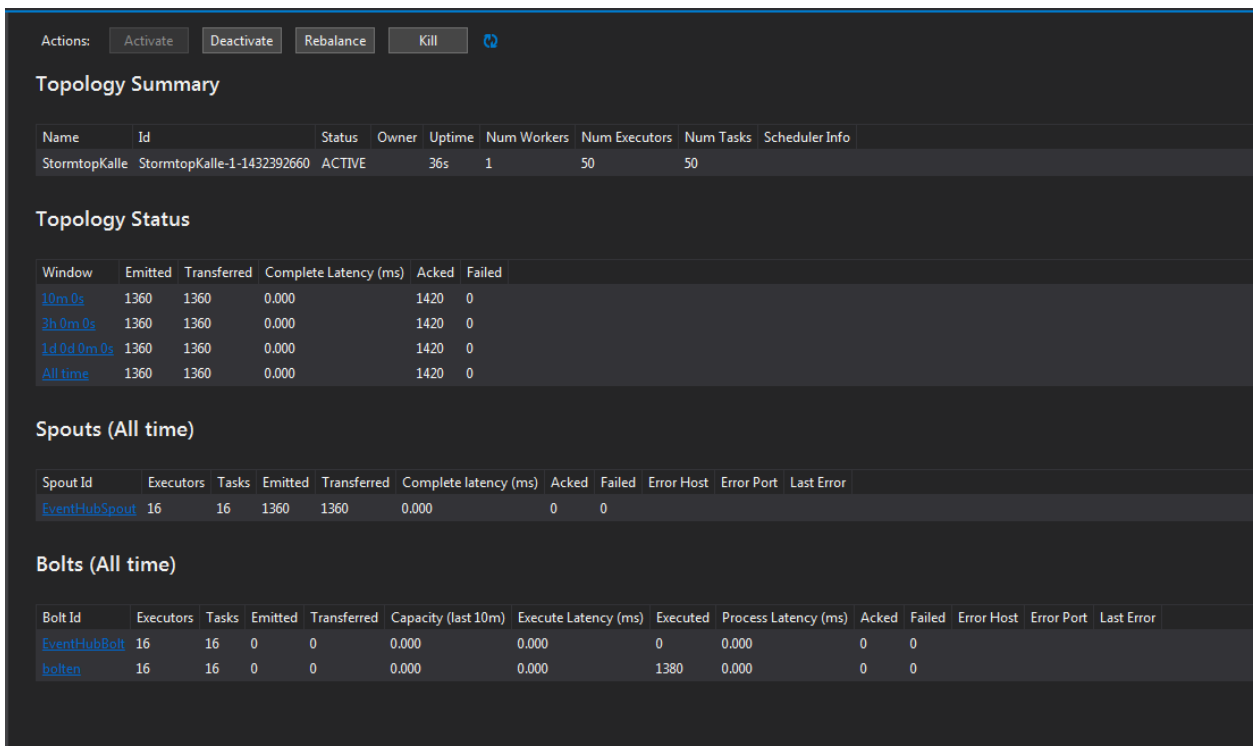 Actions: Activate Deactivate Rebalance Kill
Topology Summary
Name Id Status Owner Uptime Num Workers Num Executors Num Tasks Scheduler Info
StormtopKalle StormtopKalle-1-1432392660 ACTIVE 36s 1 50 50
Topology Status
Window Emitted Transferred Complete Latency (ms) Acked Failed
10m 0s 1360 1360 0.000 1420 0
3h 0m 0s 1360 1360 0.000 1420 0
1d 0d 0m 0s 1360 1360 0.000 1420 0
All time 1360 1360 0.000 1420 0
Spouts (All time)
Spout Id Executors Tasks Emitted Transferred Complete latency (ms) Acked Failed Error Host Error Port Last Error
EventHubSpout 16 16 1360 1360 0.000 0 0
Bolts (All time)
Bolt Id Executors Tasks Emitted Transferred Capacity (last 10m) Execute Latency (ms) Executed Process Latency (ms) Acked Failed Error Host Error Port Last Error
EventHubBolt 16 16 0 0 0.000 0.000 0 0.000 0 0
bolten 16 16 0 0 0.000 0.000 1380 0.000 0 0